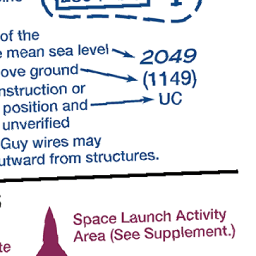 of the
mean sea level 2049
ove ground (1149)
nstruction or
position and UC
unverified
Guy wires may
utward from structures.
Space Launch Activity
Area (See Supplement.)